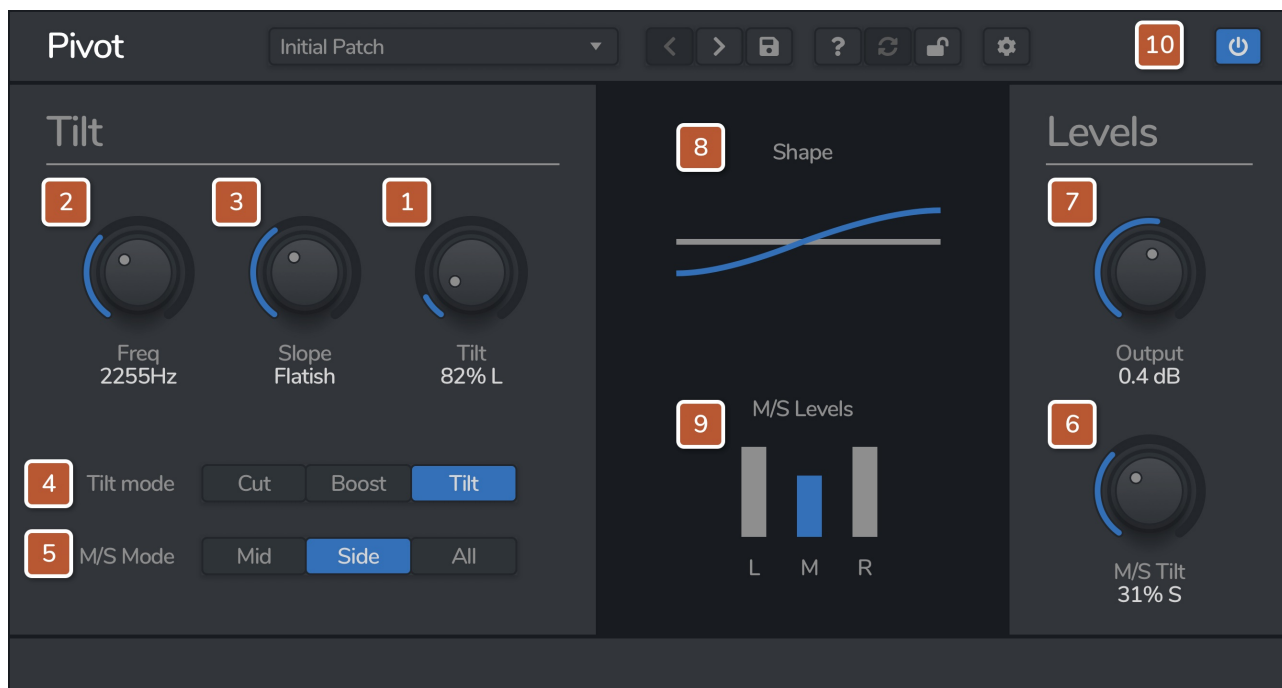 Pivot
Initial Patch
?
10
Tilt
8
Shape
Levels
2
3
1
7
Freq
Slope
Tilt
2255Hz
Flatish
82% L
Output
0.4 dB
9
M/S Levels
6
4
Tilt mode
Cut
Boost
Tilt
5
M/S Mode
Mid
Side
All
L
M
R
M/S Tilt
31% S